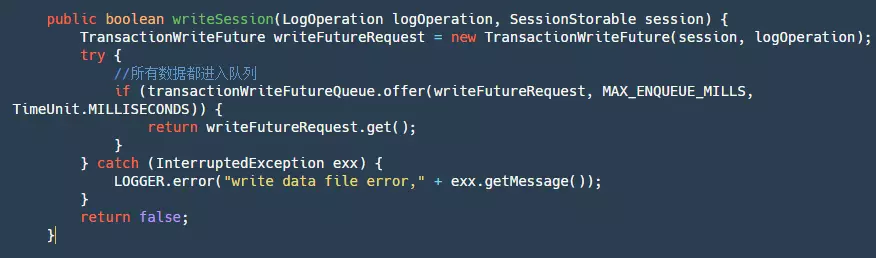 public boolean writeSession(LogOperation logOperation, SessionStorable session) {
TransactionWriteFuture writeFutureRequest = new TransactionWriteFuture(session, logOperation);
try {
//所有数据都进入队列
if (transactionWriteFutureQueue.offer(writeFutureRequest, MAX_ENQUEUE_MILLS,
TimeUnit.MILLISECONDS)) {
return writeFutureRequest.get();
}
} catch (InterruptedException exx) {
LOGGER.error("write data file error," + exx.getMessage());
}
return false;
}